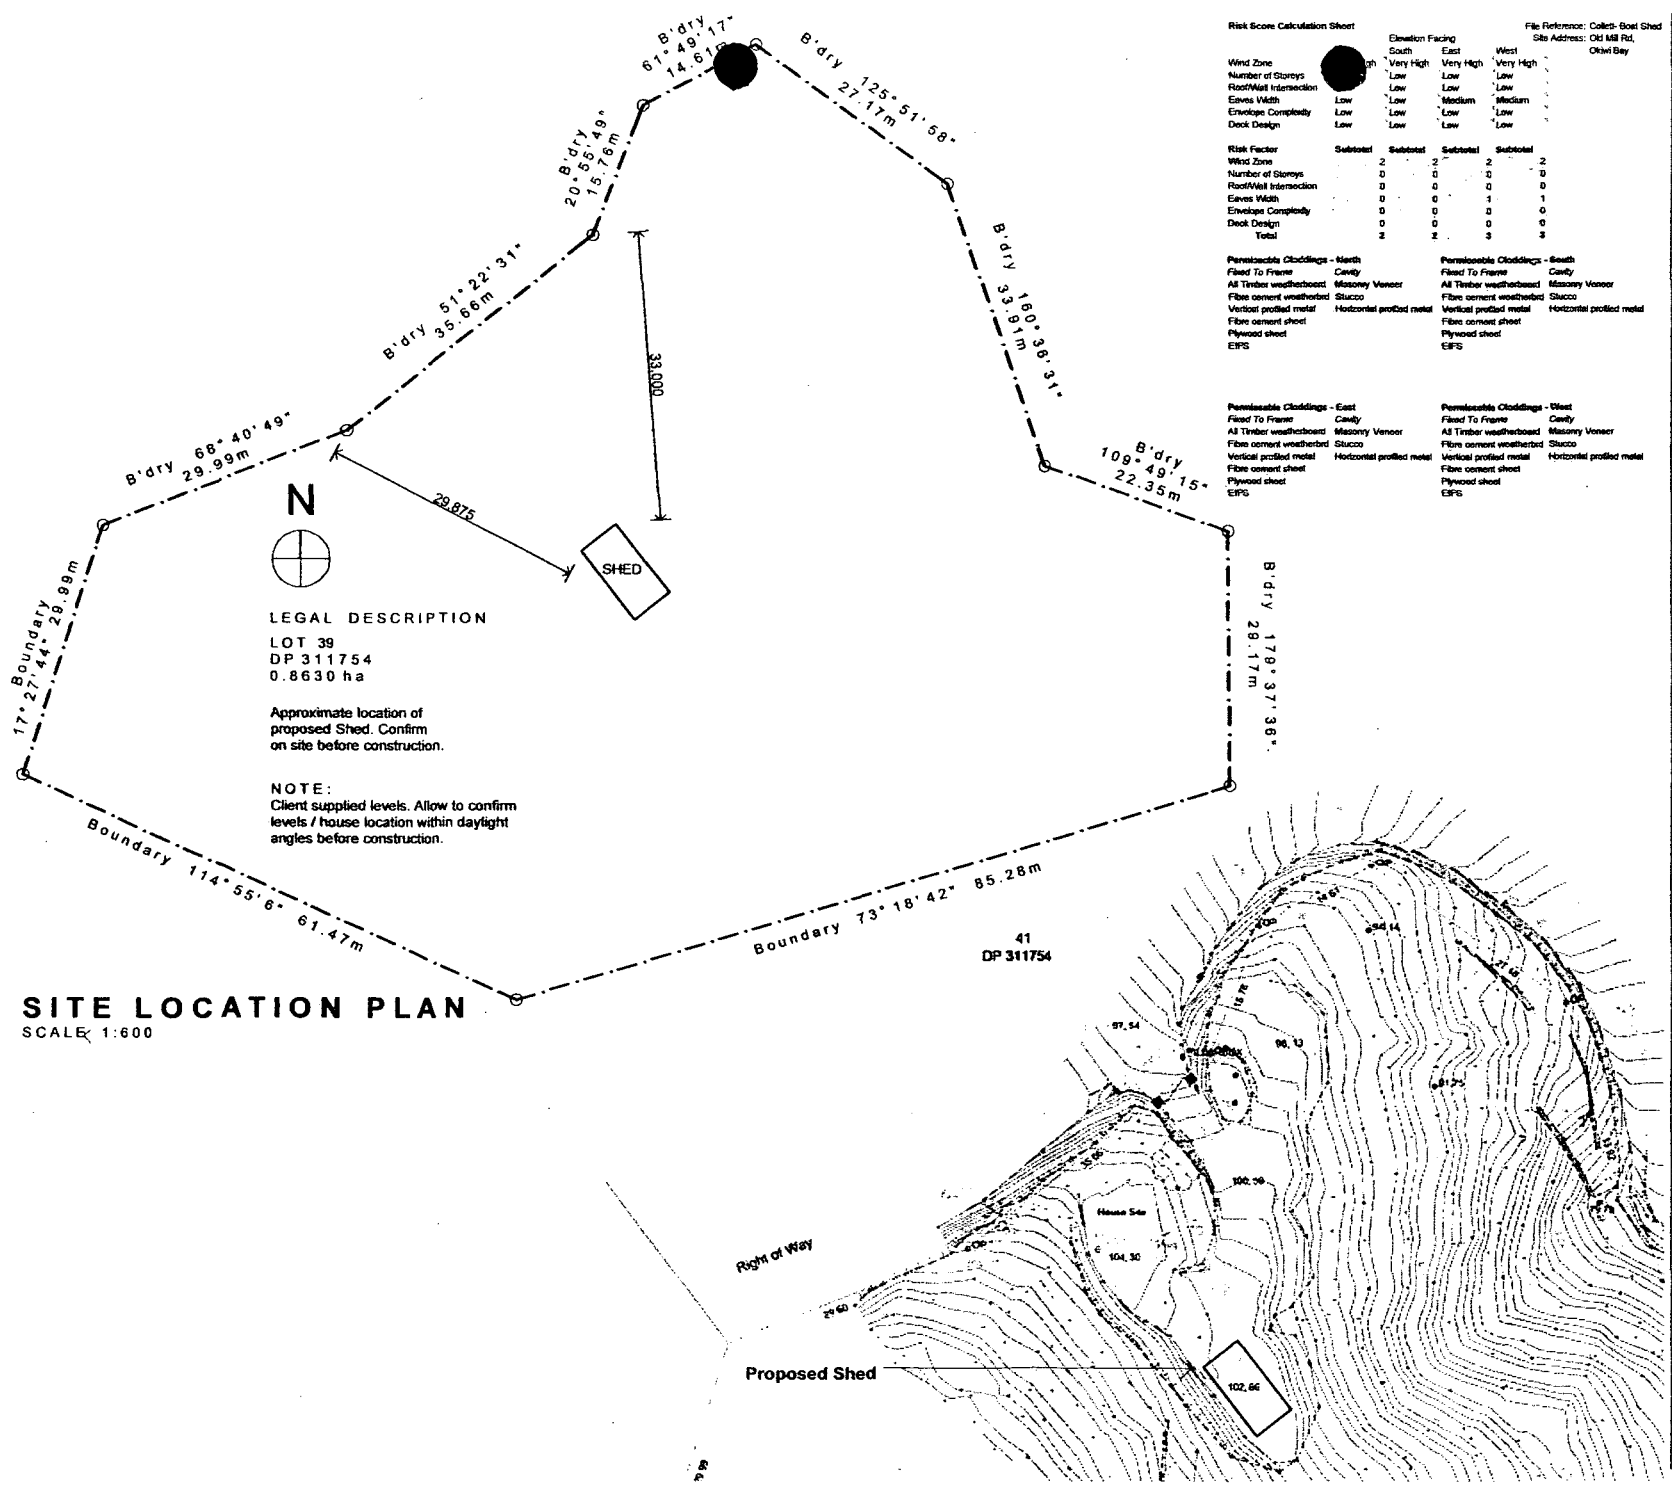 B'dry
61° 49' 17"
B'dry 125° 51' 58"
27.17m
B'dry
20° 55' 49"
15.76m
B'dry 51° 22' 31"
35.66m
B'dry 160° 36' 31"
33.91m
33.000
B'dry 68° 40' 49"
29.99m
B'dry
109° 49' 15"
22.35m
N
29.875
SHED
Boundary
17° 27' 44" 29.99m
B'dry 179° 37' 36"
29.17m
LEGAL DESCRIPTION
LOT 39
DP 311754
0.8630 ha
Approximate location of
proposed Shed. Confirm
on site before construction.
NOTE:
Client supplied levels. Allow to confirm
levels / house location within daylight
angles before construction.
Boundary 114° 55' 6" 61.47m
Boundary 73° 18' 42" 85.28m
41
DP 311754
SITE LOCATION PLAN
SCALE 1:600
Risk Score Calculation Sheet
File Reference: Collett- Boat Shed
Site Address: Old Mill Rd,
Okiwi Bay
Elevation Facing
South East West
Wind Zone Very High Very High Very High
Number of Storeys Low Low Low
Roof/Wall Intersection Low Low Low
Eaves Width Low Low Medium Medium
Envelope Complexity Low Low Low Low
Deck Design Low Low Low Low
Risk Factor Subtotal Subtotal Subtotal Subtotal
Wind Zone 2 2 2 2
Number of Storeys 0 0 0 0
Roof/Wall Intersection 0 0 0 0
Eaves Width 0 0 1 1
Envelope Complexity 0 0 0 0
Deck Design 0 0 0 0
Total 2 2 3 3
Permissable Claddings - North
Fixed To Frame Cavity
All Timber weatherboard Masonry Veneer
Fibre cement weatherbrd Stucco
Vertical profiled metal Horizontal profiled metal
Fibre cement sheet
Plywood sheet
EIFS
Permissable Claddings - South
Fixed To Frame Cavity
All Timber weatherboard Masonry Veneer
Fibre cement weatherbrd Stucco
Vertical profiled metal Horizontal profiled metal
Fibre cement sheet
Plywood sheet
EIFS
Permissable Claddings - East
Fixed To Frame Cavity
All Timber weatherboard Masonry Veneer
Fibre cement weatherbrd Stucco
Vertical profiled metal Horizontal profiled metal
Fibre cement sheet
Plywood sheet
EIFS
Permissable Claddings - West
Fixed To Frame Cavity
All Timber weatherboard Masonry Veneer
Fibre cement weatherbrd Stucco
Vertical profiled metal Horizontal profiled metal
Fibre cement sheet
Plywood sheet
EIFS
94.14
15.76
97.54
98.13
House Site
104.30
Right of Way
29.60
Proposed Shed
102.86